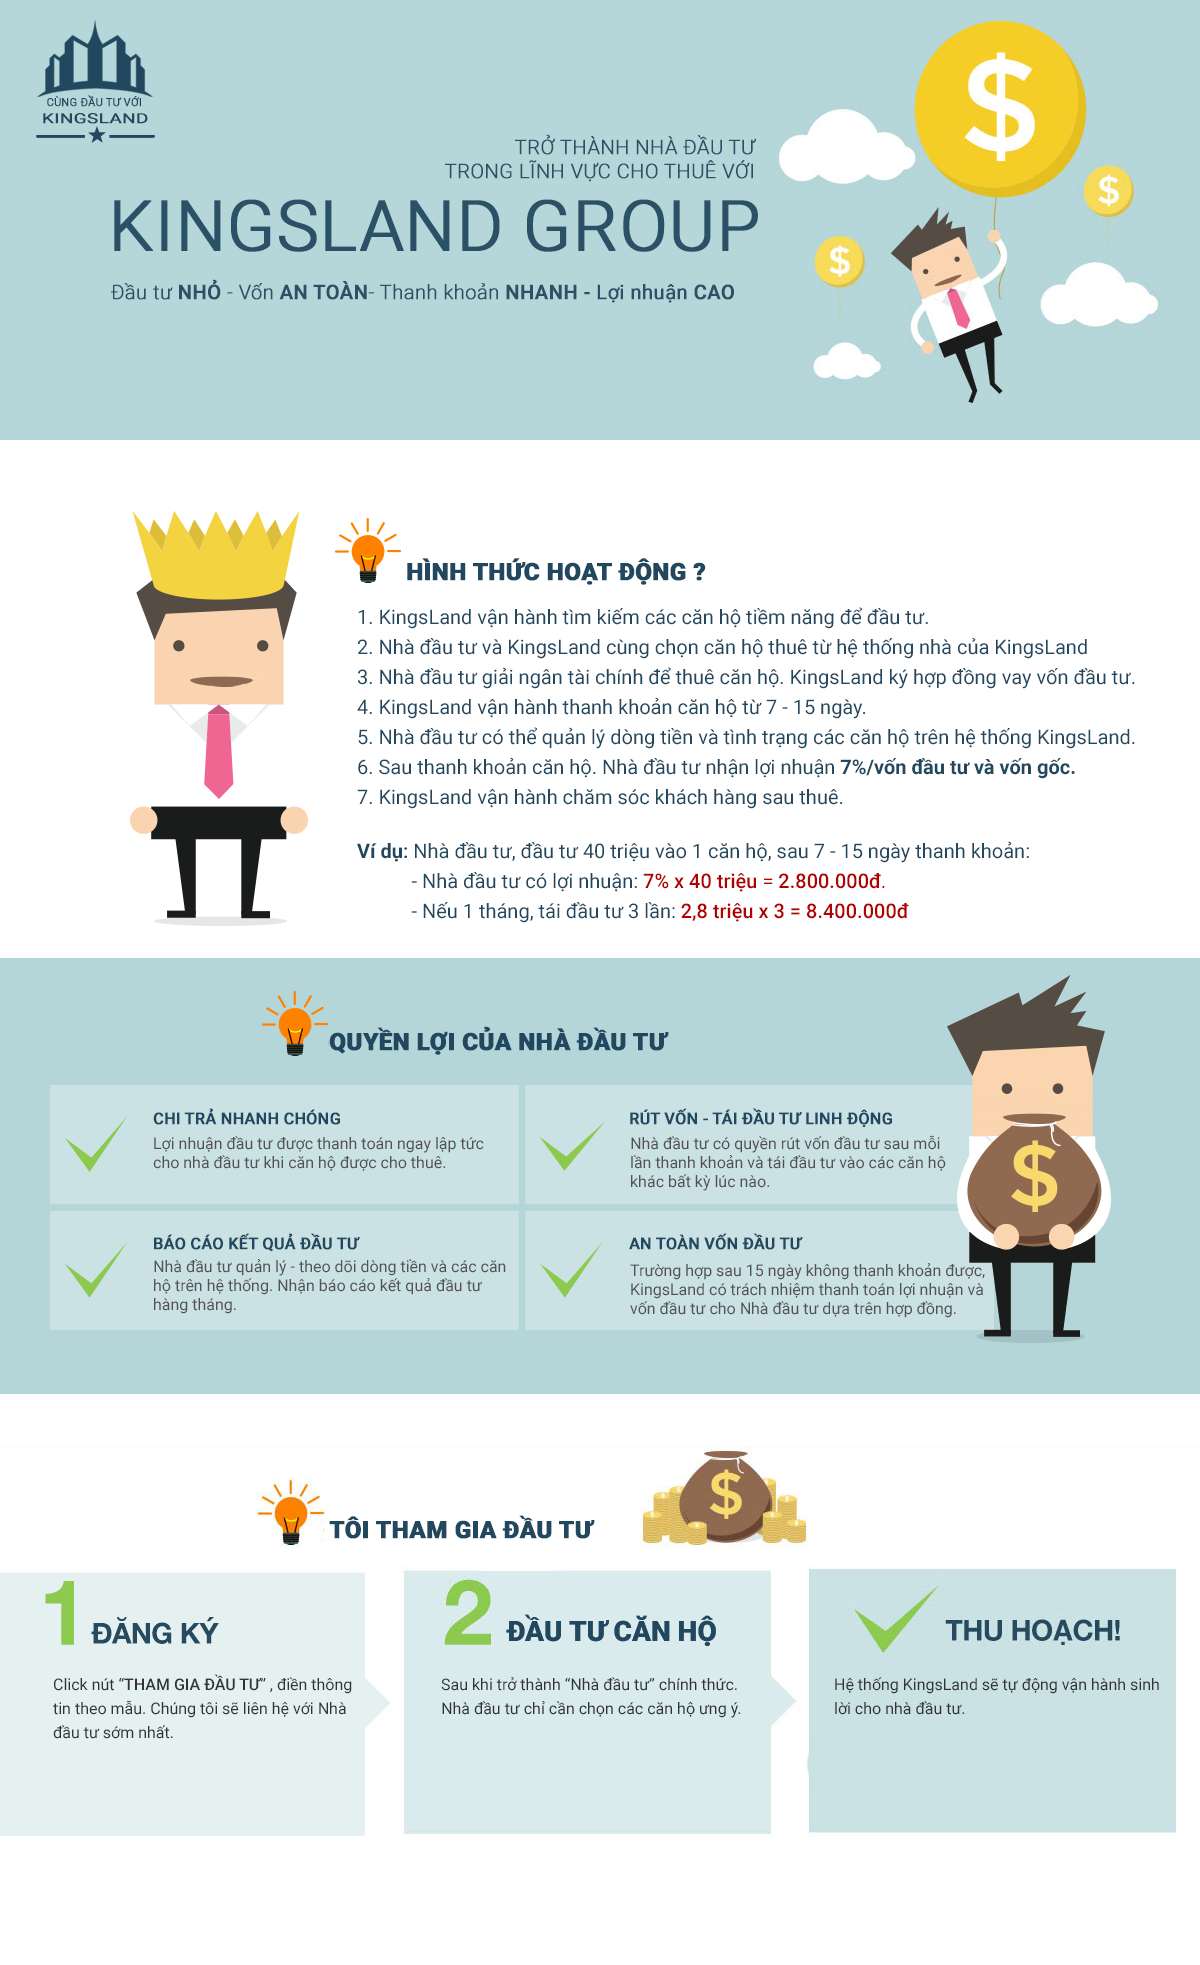 CÙNG ĐẦU TƯ VỚI
KINGSLAND
TRỞ THÀNH NHÀ ĐẦU TƯ
TRONG LĨNH VỰC CHO THUÊ VỚI
KINGSLAND GROUP
Đầu tư NHỎ - Vốn AN TOÀN- Thanh khoản NHANH - Lợi nhuận CAO
$
$
$
HÌNH THỨC HOẠT ĐỘNG ?
1. KingsLand vận hành tìm kiếm các căn hộ tiềm năng để đầu tư.
2. Nhà đầu tư và KingsLand cùng chọn căn hộ thuê từ hệ thống nhà của KingsLand
3. Nhà đầu tư giải ngân tài chính để thuê căn hộ. KingsLand ký hợp đồng vay vốn đầu tư.
4. KingsLand vận hành thanh khoản căn hộ từ 7 - 15 ngày.
5. Nhà đầu tư có thể quản lý dòng tiền và tình trạng các căn hộ trên hệ thống KingsLand.
6. Sau thanh khoản căn hộ. Nhà đầu tư nhận lợi nhuận 7%/vốn đầu tư và vốn gốc.
7. KingsLand vận hành chăm sóc khách hàng sau thuê.
Ví dụ: Nhà đầu tư, đầu tư 40 triệu vào 1 căn hộ, sau 7 - 15 ngày thanh khoản:
- Nhà đầu tư có lợi nhuận: 7% x 40 triệu = 2.800.000đ.
- Nếu 1 tháng, tái đầu tư 3 lần: 2,8 triệu x 3 = 8.400.000đ
QUYỀN LỢI CỦA NHÀ ĐẦU TƯ
CHI TRẢ NHANH CHÓNG
Lợi nhuận đầu tư được thanh toán ngay lập tức
cho nhà đầu tư khi căn hộ được cho thuê.
RÚT VỐN - TÁI ĐẦU TƯ LINH ĐỘNG
Nhà đầu tư có quyền rút vốn đầu tư sau mỗi
lần thanh khoản và tái đầu tư vào các căn hộ
khác bất kỳ lúc nào.
$
BÁO CÁO KẾT QUẢ ĐẦU TƯ
Nhà đầu tư quản lý - theo dõi dòng tiền và các căn
hộ trên hệ thống. Nhận báo cáo kết quả đầu tư
hàng tháng.
AN TOÀN VỐN ĐẦU TƯ
Trường hợp sau 15 ngày không thanh khoản được,
KingsLand có trách nhiệm thanh toán lợi nhuận và
vốn đầu tư cho Nhà đầu tư dựa trên hợp đồng.
TÔI THAM GIA ĐẦU TƯ
$
1 ĐĂNG KÝ
Click nút “THAM GIA ĐẦU TƯ” , điền thông
tin theo mẫu. Chúng tôi sẽ liên hệ với Nhà
đầu tư sớm nhất.
2 ĐẦU TƯ CĂN HỘ
Sau khi trở thành “Nhà đầu tư” chính thức.
Nhà đầu tư chỉ cần chọn các căn hộ ưng ý.
THU HOẠCH!
Hệ thống KingsLand sẽ tự động vận hành sinh
lời cho nhà đầu tư.